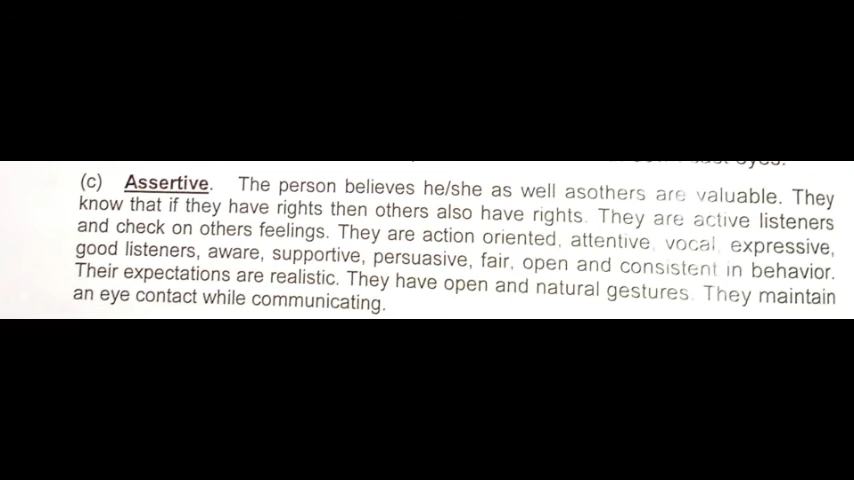 (c) Assertive. The person believes he/she as well asothers are valuable. They
know that if they have rights then others also have rights. They are active listeners
and check on others feelings. They are action oriented, attentive, vocal, expressive,
good listeners, aware, supportive, persuasive, fair, open and consistent in behavior.
Their expectations are realistic. They have open and natural gestures. They maintain
an eye contact while communicating.